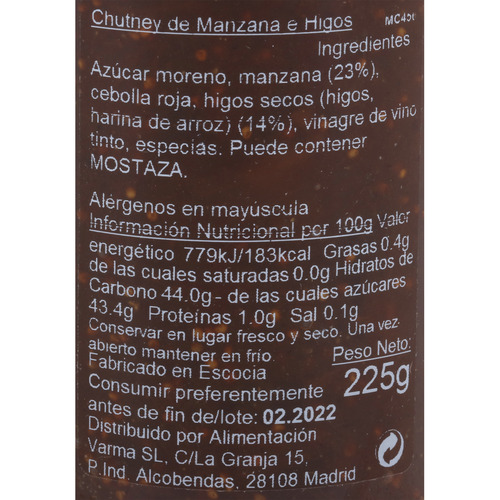 Chutney de Manzana e Higos
Ingredientes
Azúcar moreno, manzana (23%),
cebolla roja, higos secos (higos,
harina de arroz) (14%), vinagre de vino
tinto, especias. Puede contener
MOSTAZA.
Alérgenos en mayúscula
Información Nutricional por 100g Valor
energético 779kJ/183kcal Grasas 0.4g
de las cuales saturadas 0.0g Hidratos de
Carbono 44.0g- de las cuales azúcares
43.4g Proteínas 1.0g Sal 0.1g
Conservar en lugar fresco y seco. Una vez
abierto mantener en frío.
Peso Neto:
Fabricado en Escocia
225g
Consumir preferentemente
antes de fin de/lote: 02.2022
Distribuido por Alimentación
Varma SL, C/La Granja 15,
P.Ind. Alcobendas, 28108 Madrid